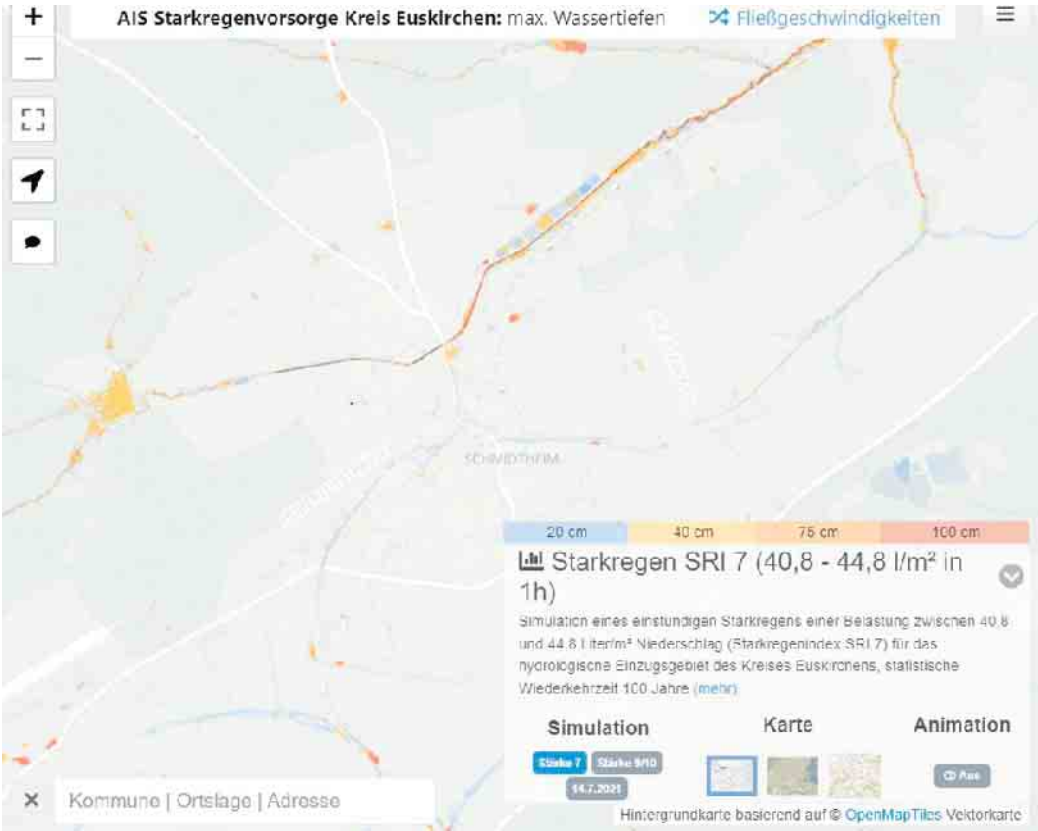 +
AIS Starkregenvorsorge Kreis Euskirchen: max. Wassertiefen Fließgeschwindigkeiten
−
SCHMIDTHEIM
20 cm 40 cm 75 cm 100 cm
Starkregen SRI 7 (40,8 - 44,8 l/m² in
1h)
Simulation eines einstündigen Starkregens einer Belastung zwischen 40,8
und 44,8 Liter/m² Niederschlag (Starkregenindex SRI 7) für das
hydrologische Einzugsgebiet des Kreises Euskirchens, statistische
Wiederkehrzeit 100 Jahre (mehr)
Simulation Karte Animation
Stärke 7 Stärke 9/10
14.7.2021
Aus
× Kommune | Ortslage | Adresse
Hintergrundkarte basierend auf © OpenMapTiles Vektorkarte